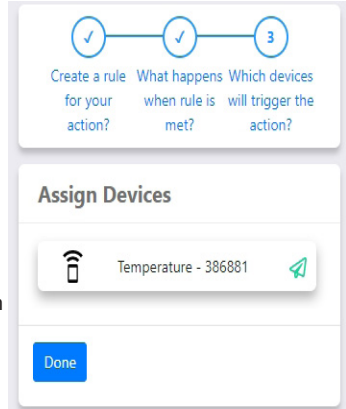 3
Create a rule What happens Which devices
for your when rule is will trigger the
action? met? action?
Assign Devices
Temperature - 386881
Done